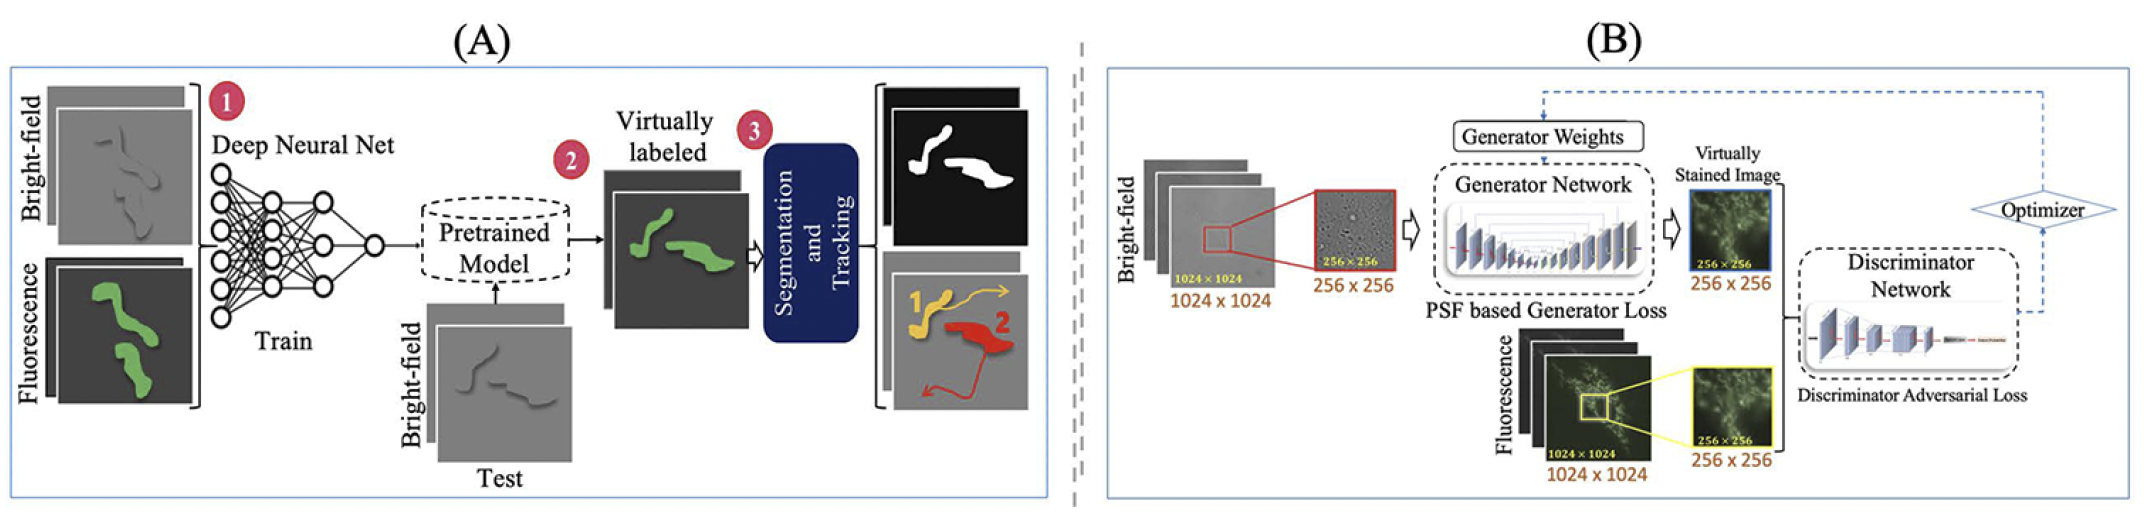 (A)
Bright-field
Fluorescence
1
Deep Neural Net
Train
Pretrained
Model
Bright-field
Test
2
Virtually
labeled
3
Segmentation
and
Tracking
1
2
(B)
Bright-field
1024 × 1024
1024 x 1024
256 × 256
256 x 256
Generator Weights
Generator Network
PSF based Generator Loss
Virtually
Stained Image
256 × 256
256 x 256
Fluorescence
1024 × 1024
1024 x 1024
256 × 256
256 x 256
Optimizer
Discriminator
Network
Discriminator Adversarial Loss